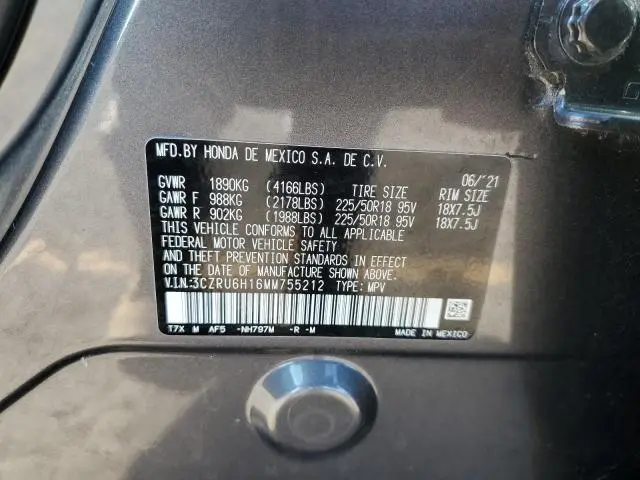 MFD.BY HONDA DE MEXICO S.A. DE C.V.
06/'21
GVWR 1890KG (4166LBS) TIRE SIZE RIM SIZE
GAWR F 988KG (2178LBS) 225/50R18 95V 18X7.5J
GAWR R 902KG (1988LBS) 225/50R18 95V 18X7.5J
THIS VEHICLE CONFORMS TO ALL APPLICABLE
FEDERAL MOTOR VEHICLE SAFETY
AND THEFT PREVENTION STANDARDS IN EFFECT
ON THE DATE OF MANUFACTURE SHOWN ABOVE.
V.I.N:3CZRU6H16MM755212 TYPE: MPV
T7X M AF5 -NH797M -R -M MADE IN MEXICO